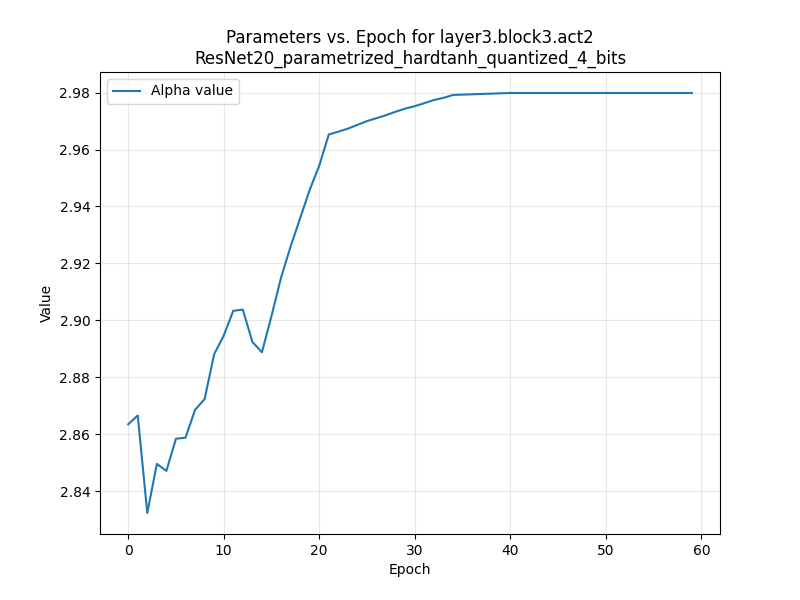 Parameters vs. Epoch for layer3.block3.act2
ResNet20_parametrized_hardtanh_quantized_4_bits
Alpha value
2.98
2.96
2.94
2.92
2.90
2.88
2.86
2.84
Value
0 10 20 30 40 50 60
Epoch